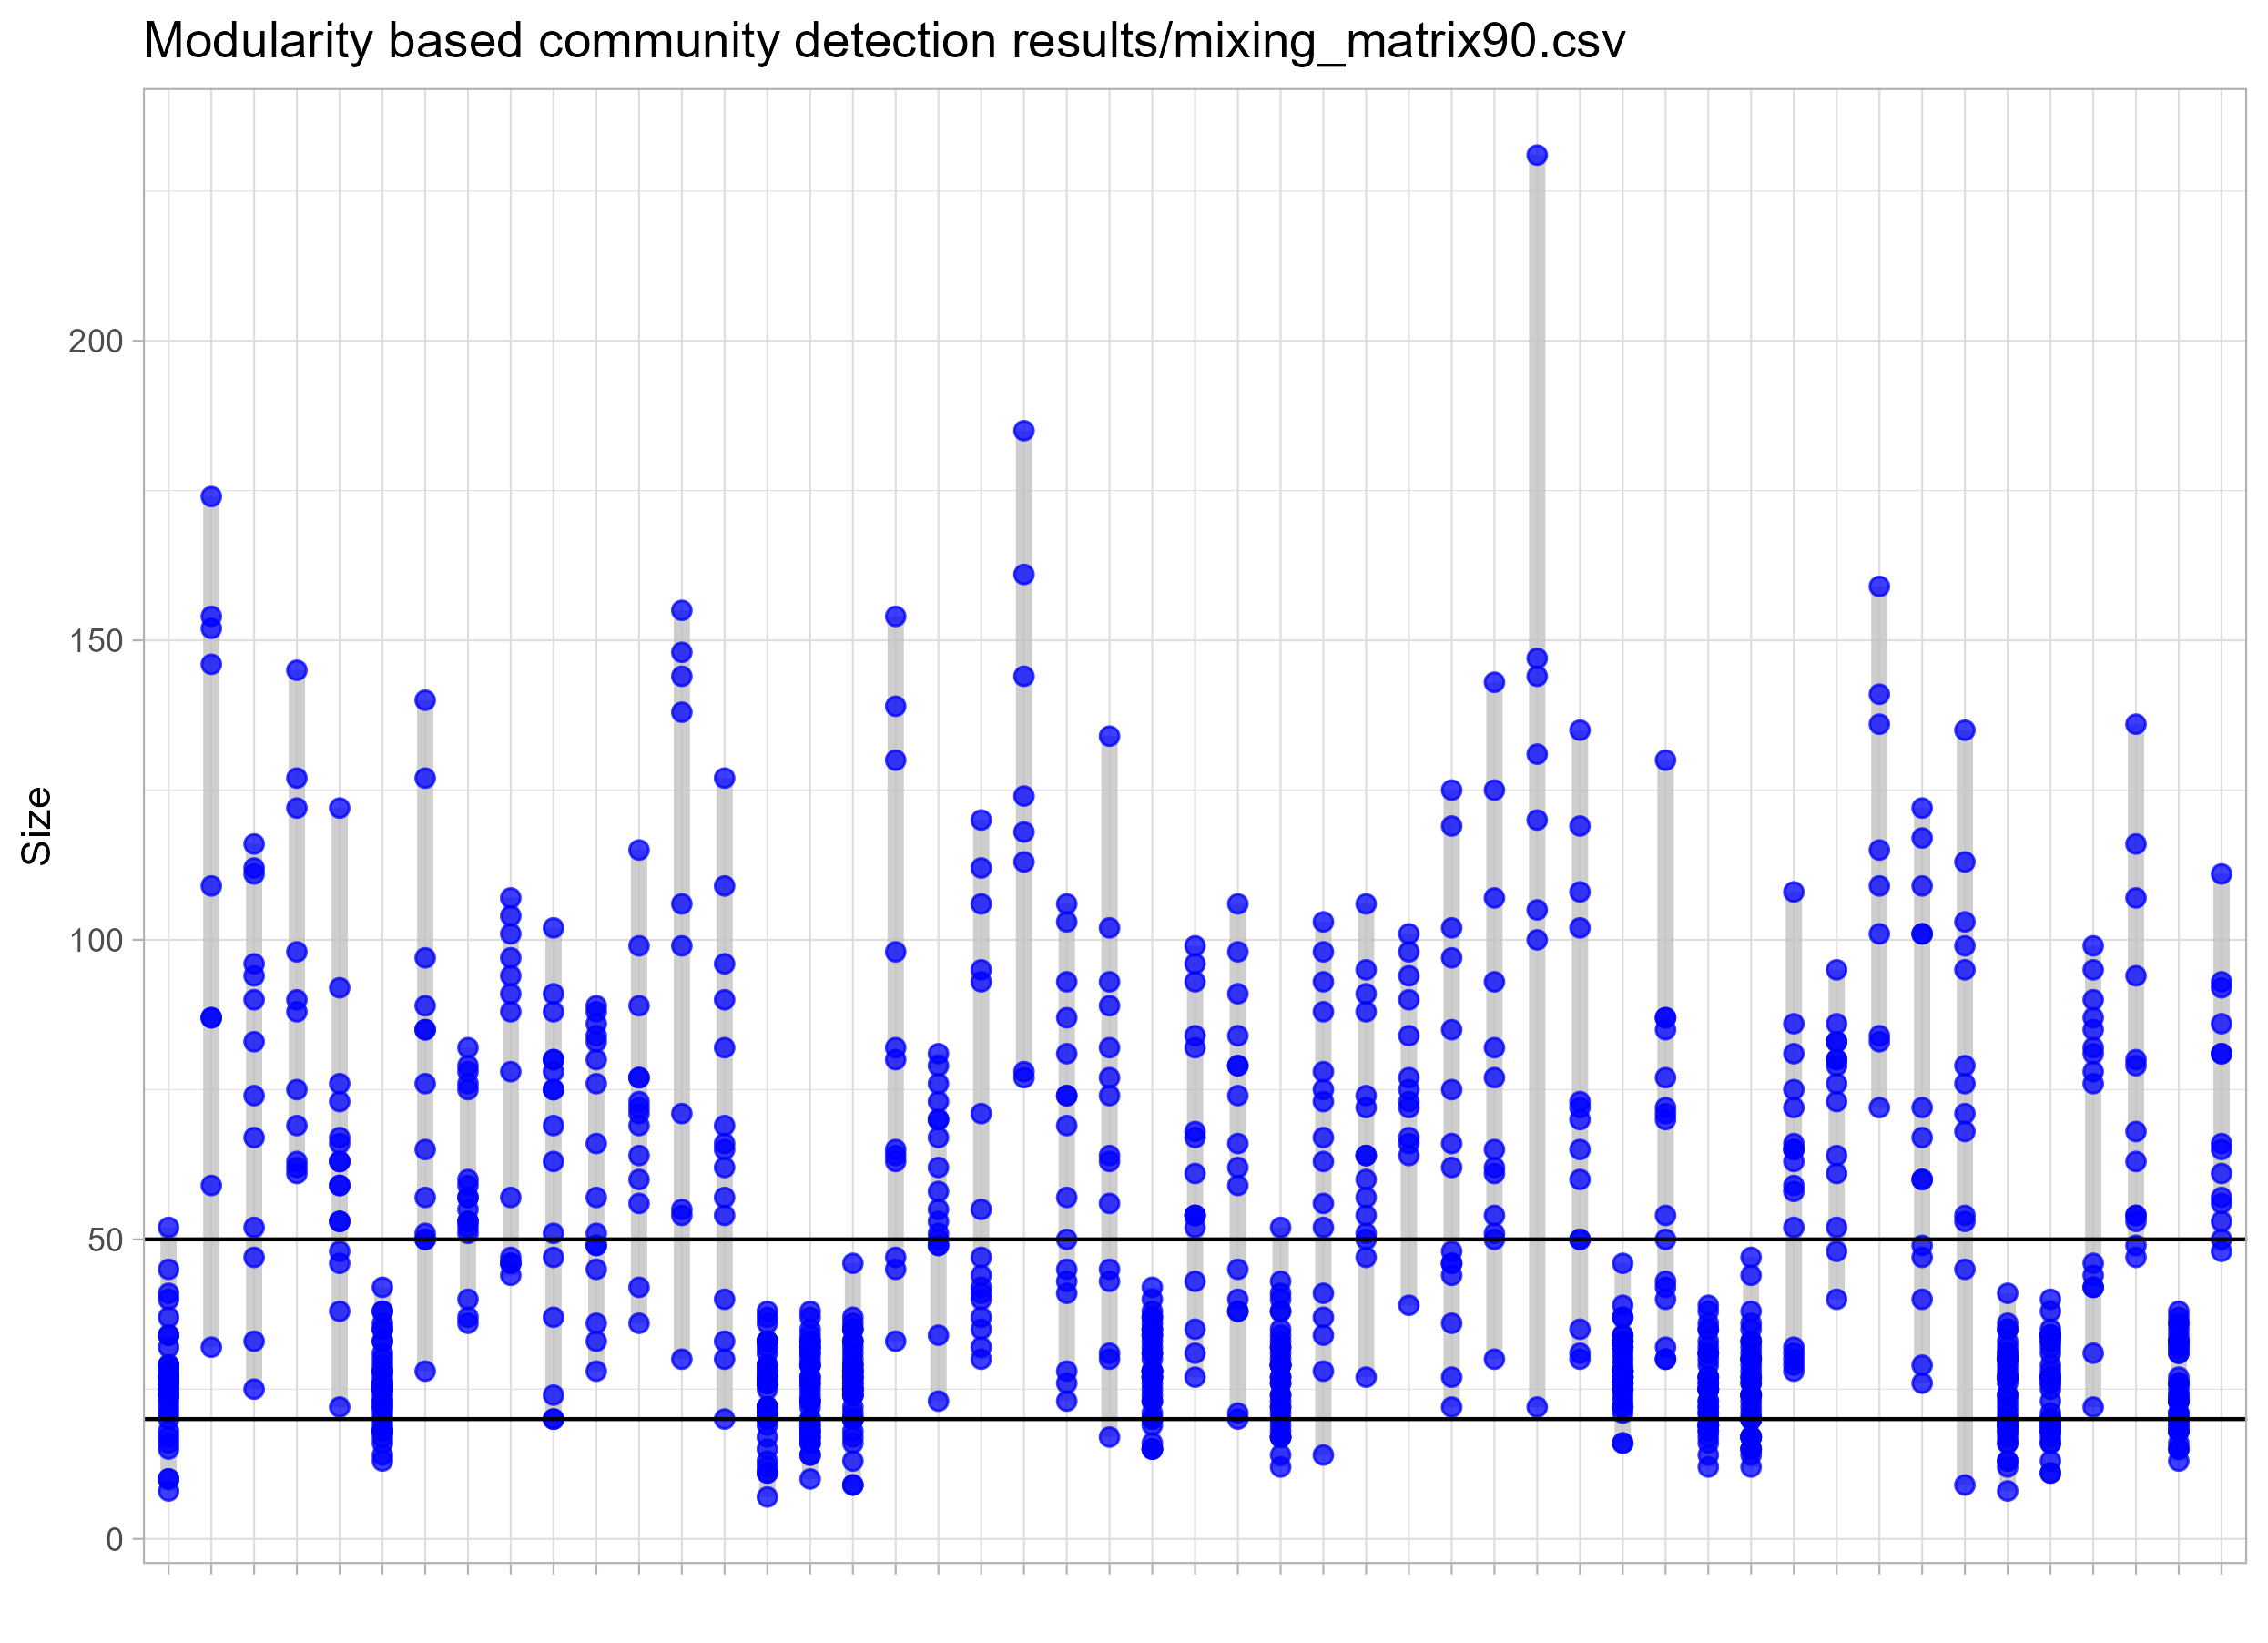 Modularity based community detection results/mixing_matrix90.csv
200
150
Size
100
50
0